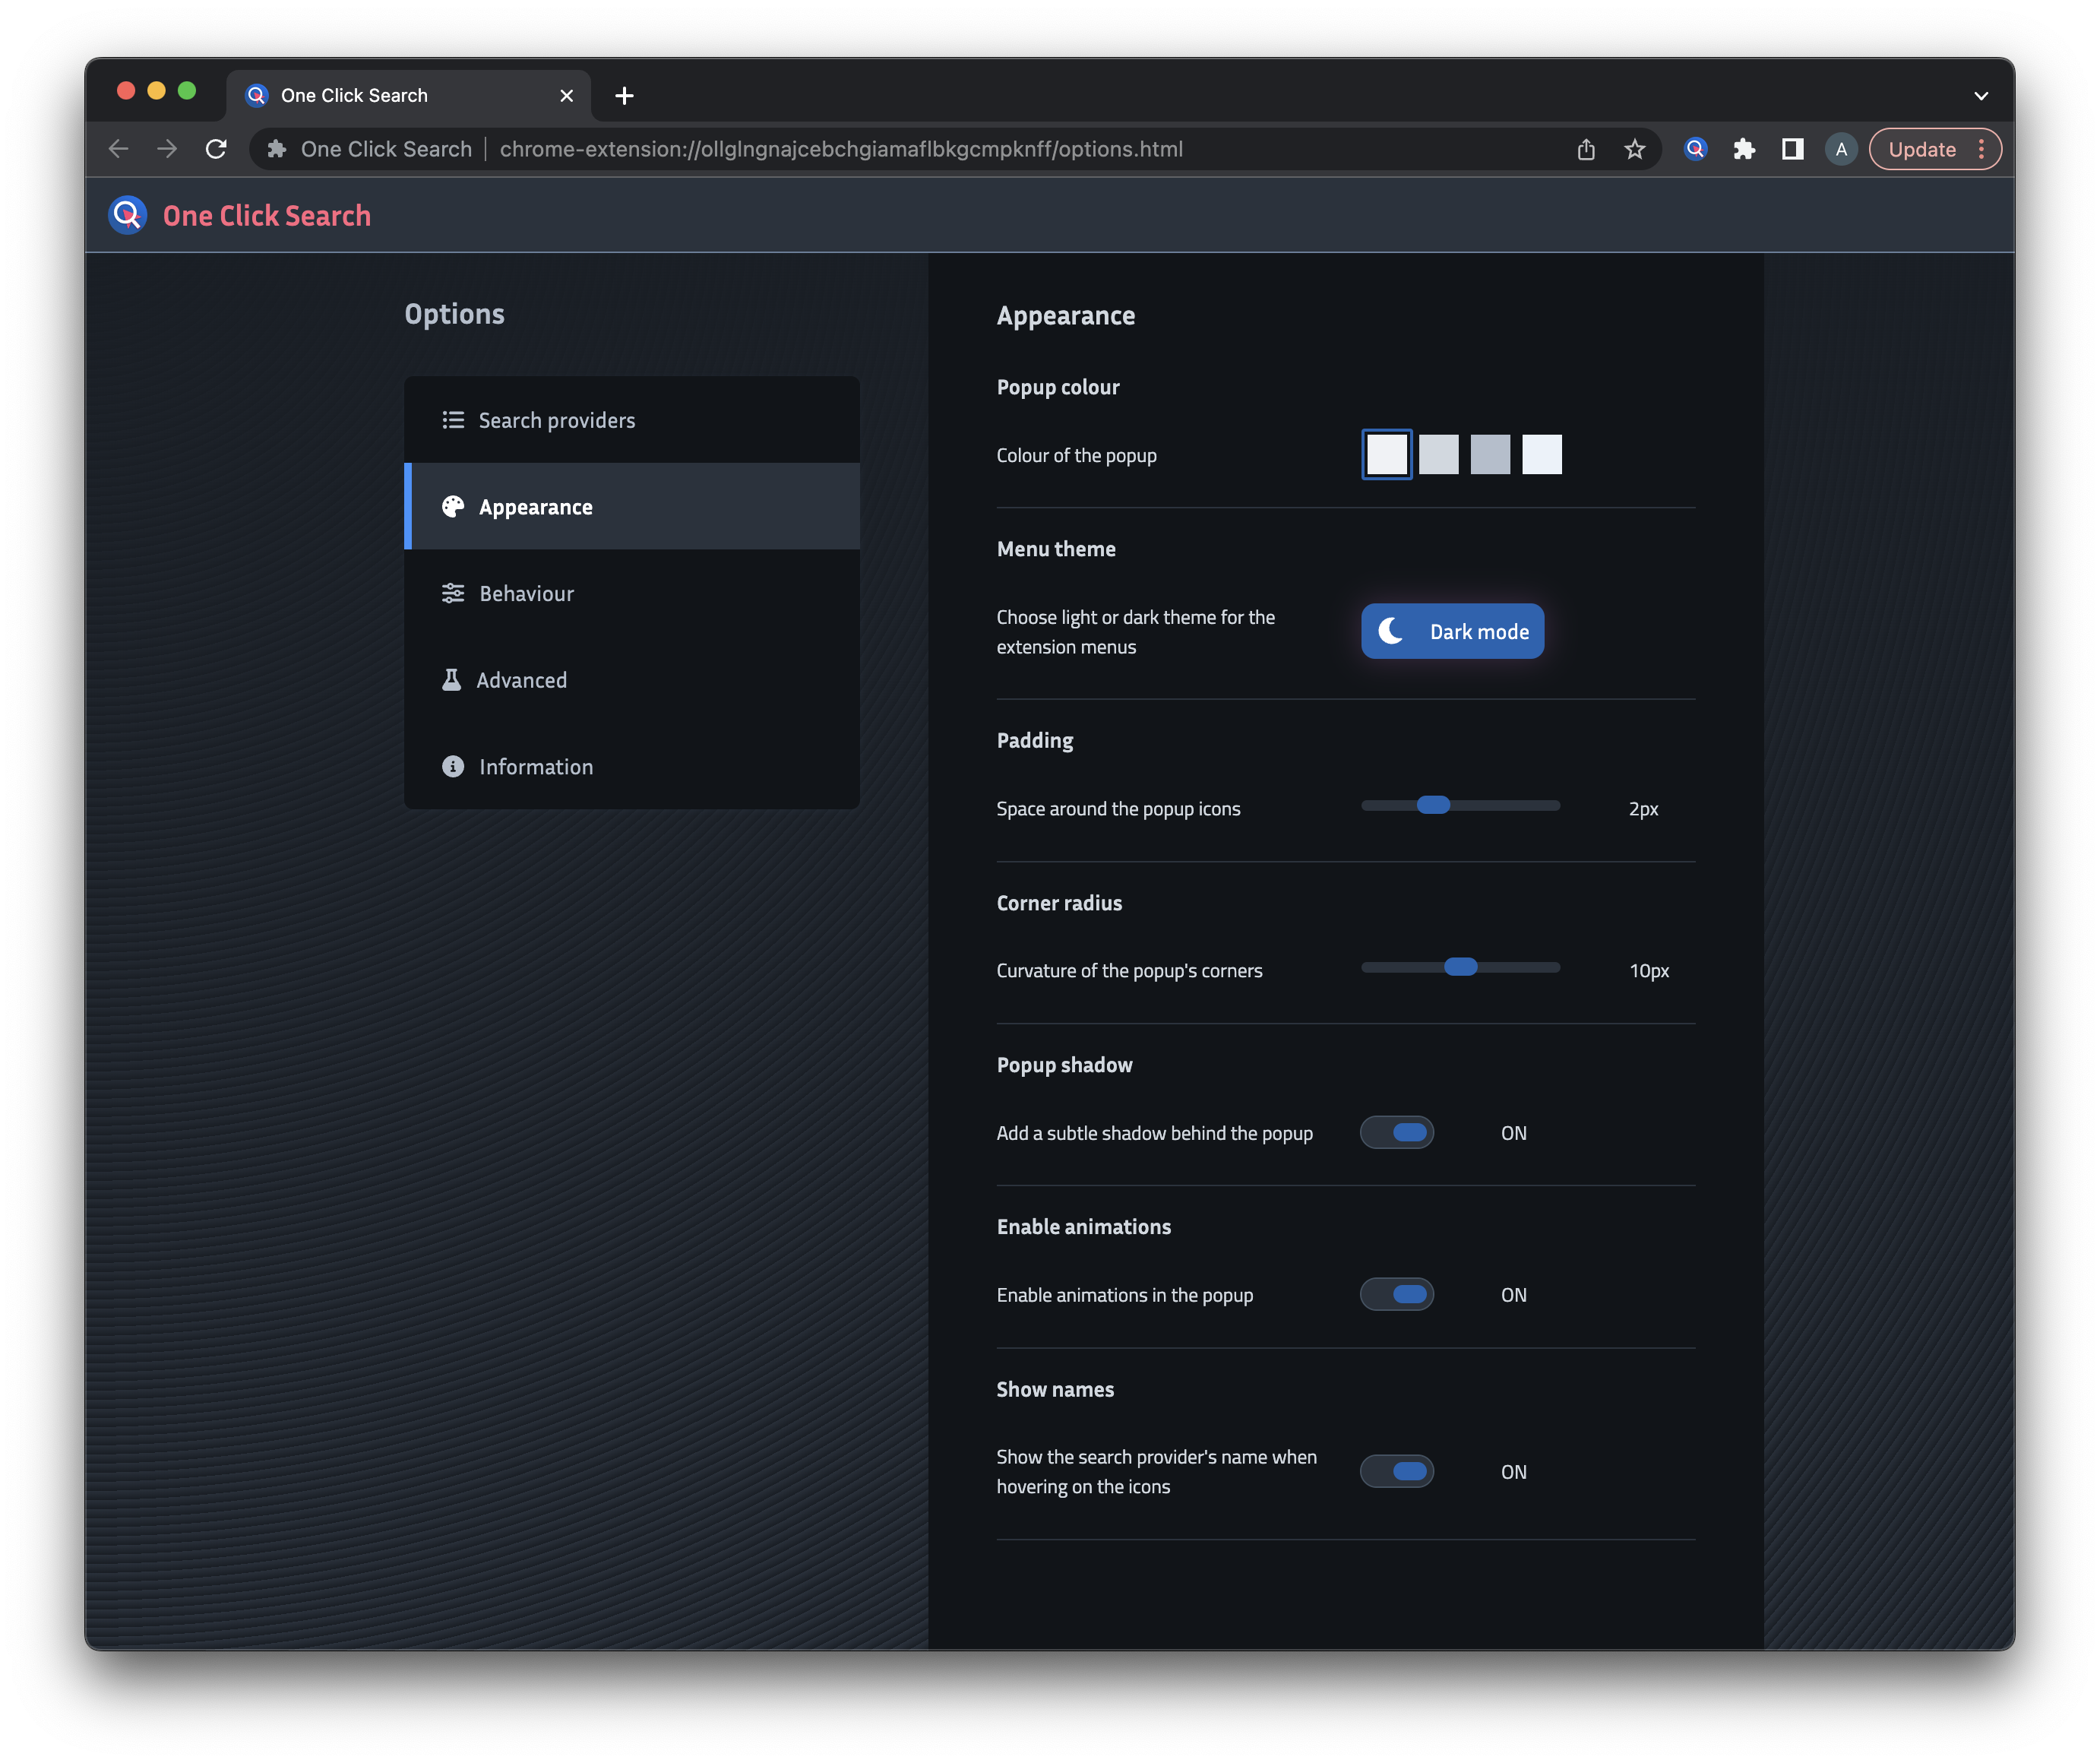 One Click Search
One Click Search | chrome-extension://ollglngnajcebchgiamaflbkgcmpknff/options.html
A
Update
One Click Search
Options
Search providers
Appearance
Behaviour
Advanced
Information
Appearance
Popup colour
Colour of the popup
Menu theme
Choose light or dark theme for the
extension menus
Dark mode
Padding
Space around the popup icons
2px
Corner radius
Curvature of the popup's corners
10px
Popup shadow
Add a subtle shadow behind the popup
ON
Enable animations
Enable animations in the popup
ON
Show names
Show the search provider's name when
hovering on the icons
ON